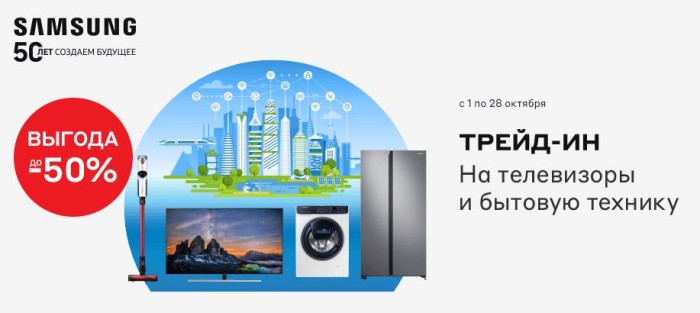 SAMSUNG
50 ЛЕТ СОЗДАЕМ БУДУЩЕЕ
ВЫГОДА
ДО
-50%
с 1 по 28 октября
ТРЕЙД-ИН
На телевизоры
и бытовую технику